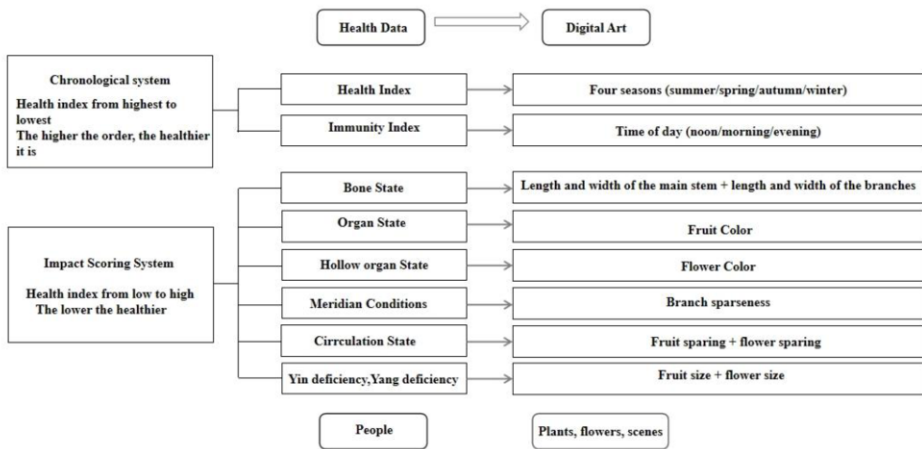 Health Data
Digital Art
Chronological system
Health index from highest to
lowest
The higher the order, the healthier
it is
Health Index
Four seasons (summer/spring/autumn/winter)
Immunity Index
Time of day (noon/morning/evening)
Impact Scoring System
Health index from low to high
The lower the healthier
Bone State
Length and width of the main stem + length and width of the branches
Organ State
Fruit Color
Hollow organ State
Flower Color
Meridian Conditions
Branch sparseness
Cirrculation State
Fruit sparing + flower sparing
Yin deficiency,Yang deficiency
Fruit size + flower size
People
Plants, flowers, scenes